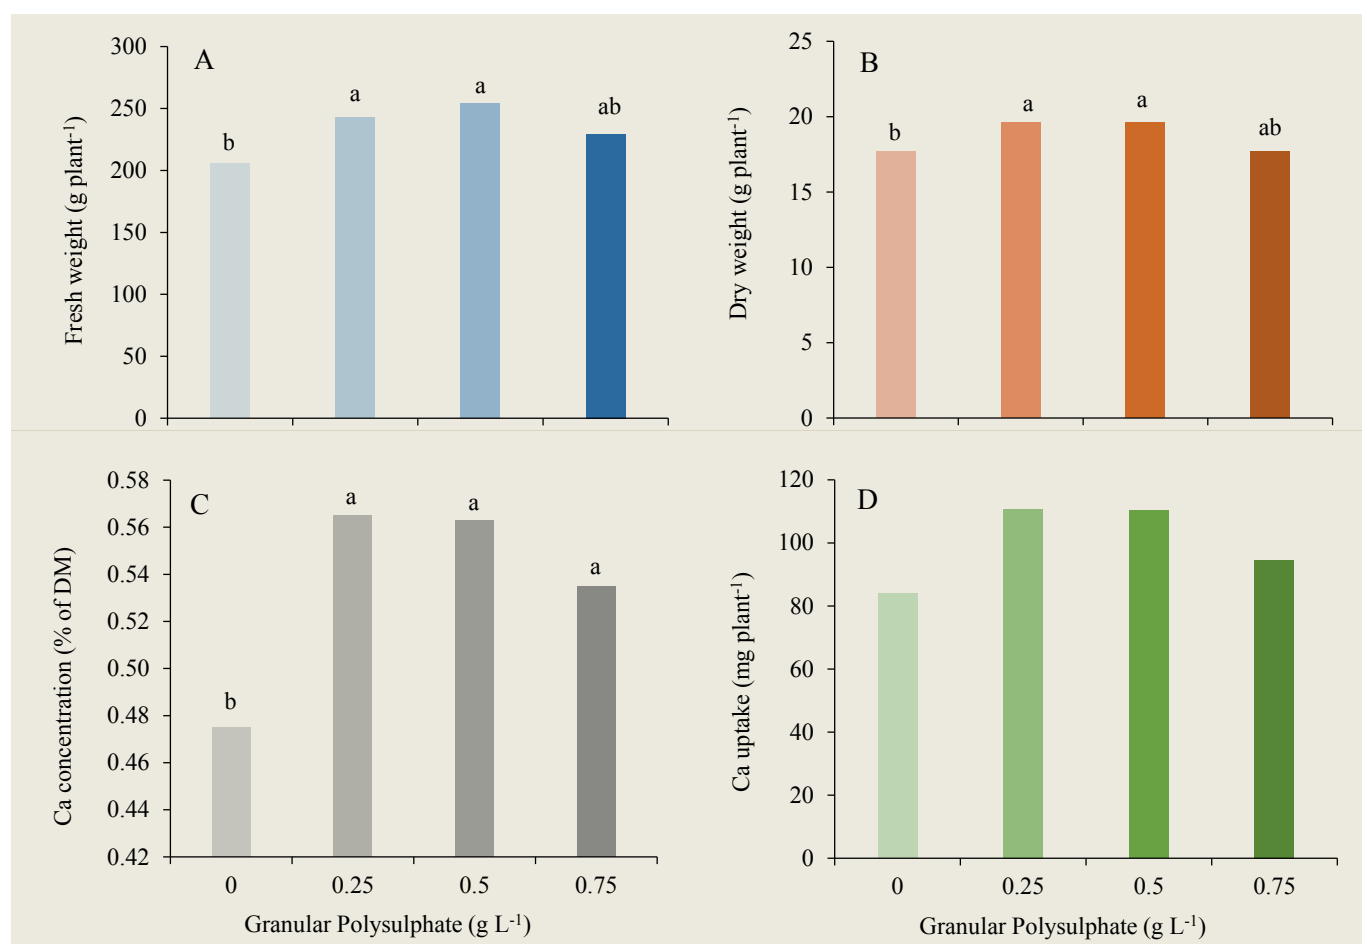 A
Fresh weight (g plant-1)
300
250
200
150
100
50
0
b
a
a
ab
B
Dry weight (g plant-1)
25
20
15
10
5
0
b
a
a
ab
C
Ca concentration (% of DM)
0.58
0.56
0.54
0.52
0.50
0.48
0.46
0.44
0.42
b
a
a
a
0 0.25 0.5 0.75
Granular Polysulphate (g L-1)
D
Ca uptake (mg plant-1)
120
100
80
60
40
20
0
0 0.25 0.5 0.75
Granular Polysulphate (g L-1)